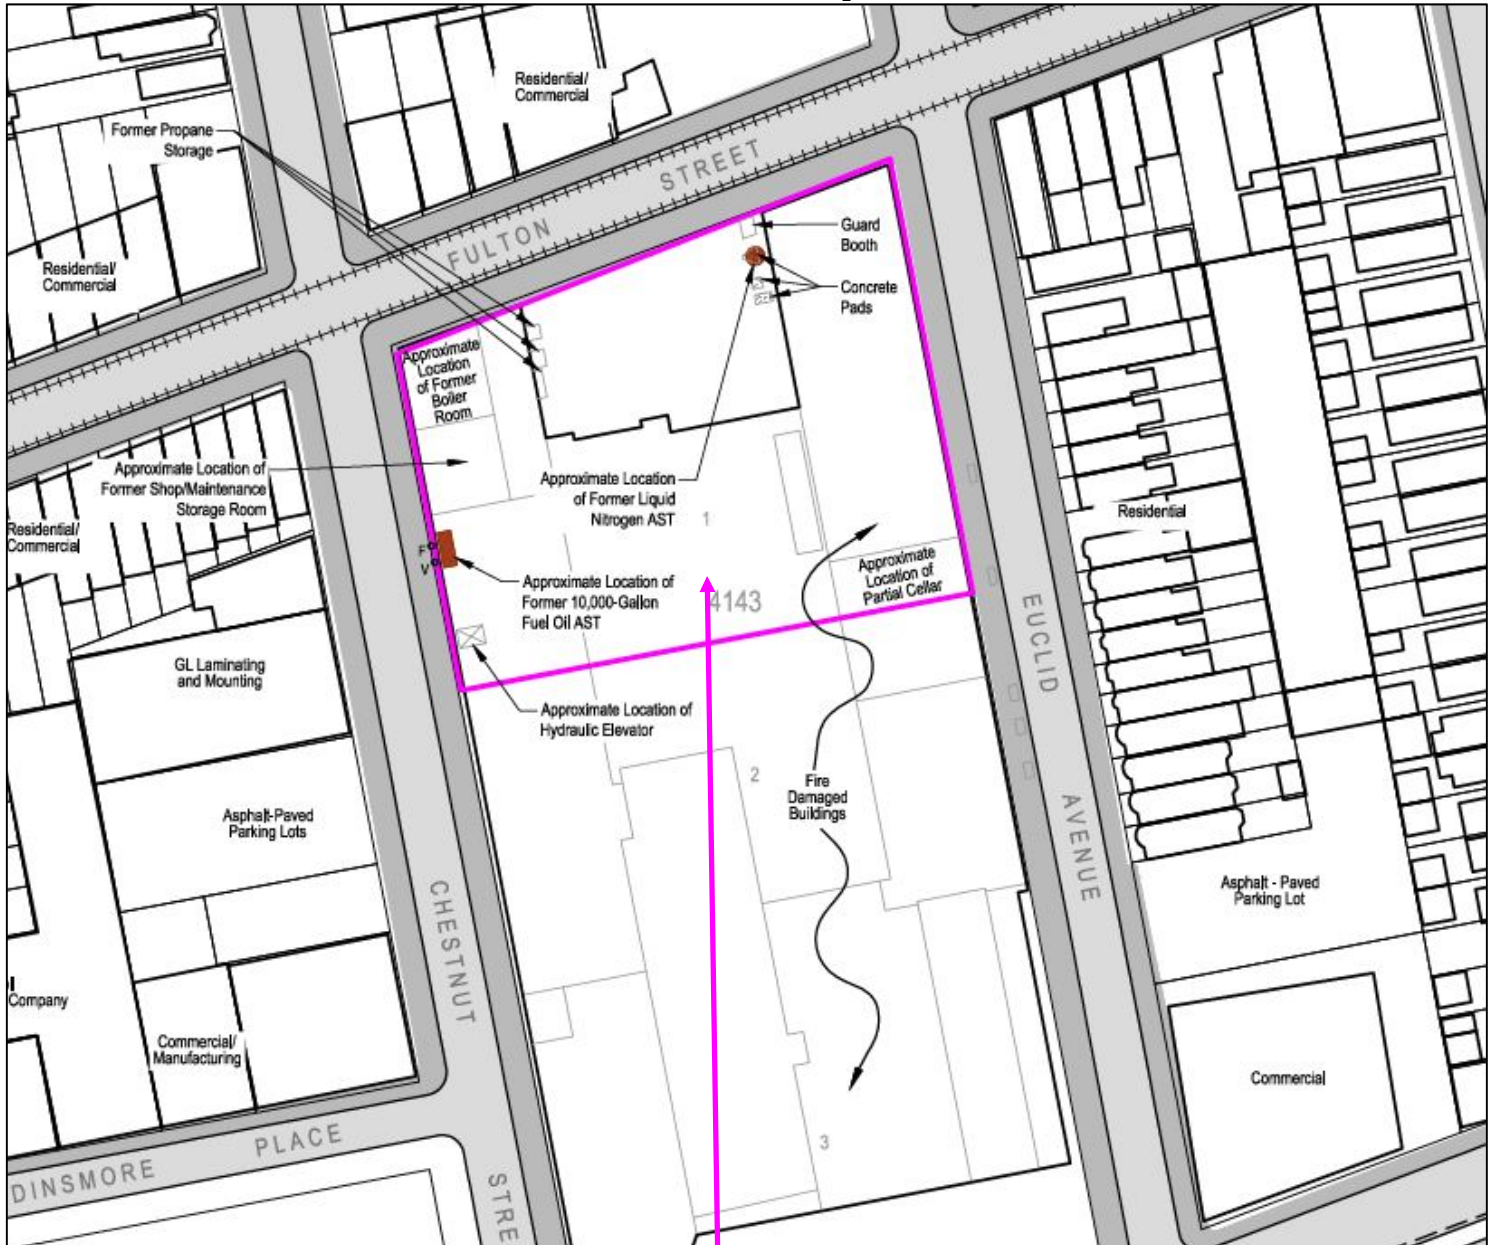 Residential/
Commercial
Former Propane
Storage
STREET
FULTON
Guard
Booth
Residential/
Commercial
Concrete
Pads
Approximate
Location
of Former
Boiler
Room
Approximate Location of
Former Shop/Maintenance
Storage Room
Approximate Location
of Former Liquid
Nitrogen AST
1
Residential
Residential/
Commercial
F
V
Approximate
Location of
Partial Cellar
Approximate Location of
Former 10,000-Gallon
Fuel Oil AST
4143
EUCLID
AVENUE
GL Laminating
and Mounting
Approximate Location of
Hydraulic Elevator
2
Fire
Damaged
Buildings
Asphalt-Paved
Parking Lots
CHESTNUT
STRE
Asphalt - Paved
Parking Lot
Company
Commercial/
Manufacturing
Commercial
3
DINSMORE PLACE